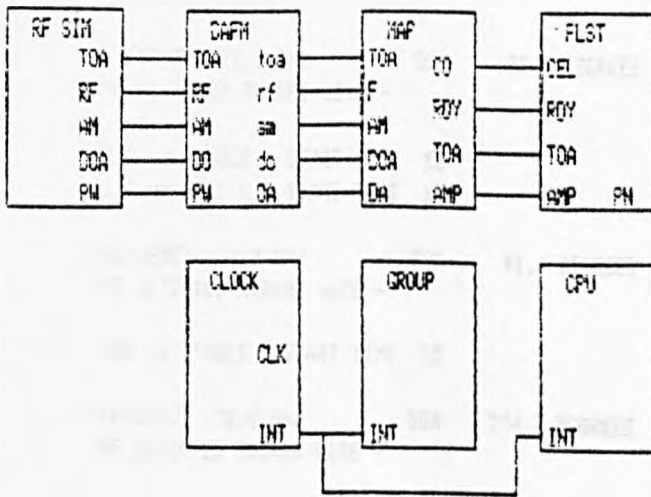 RF SIM DAFM MAP FLST
TOA TOA toa TOA CO CEL
RF RF rf F RDY RDY
AM AM am AM TOA TOA
DOA DO do DOA AMP AMP PN
PW PW OA DA
CLOCK GROUP CPU
CLK
INT INT INT